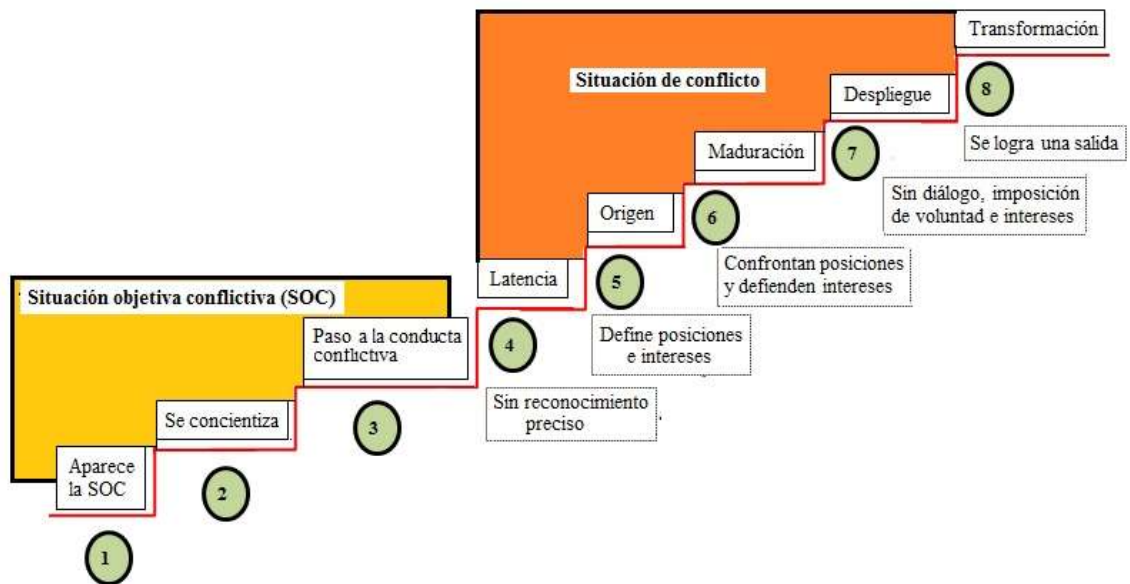 Transformación
Situación de conflicto
Despliegue
8
Se logra una salida
Maduración
7
Sin diálogo, imposición
de voluntad e intereses
Origen
6
Confrontan posiciones
y defienden intereses
Latencia
5
Define posiciones
e intereses
Situación objetiva conflictiva (SOC)
Paso a la conducta
conflictiva
4
Sin reconocimiento
preciso
Se concientiza
3
Aparece
la SOC
2
1